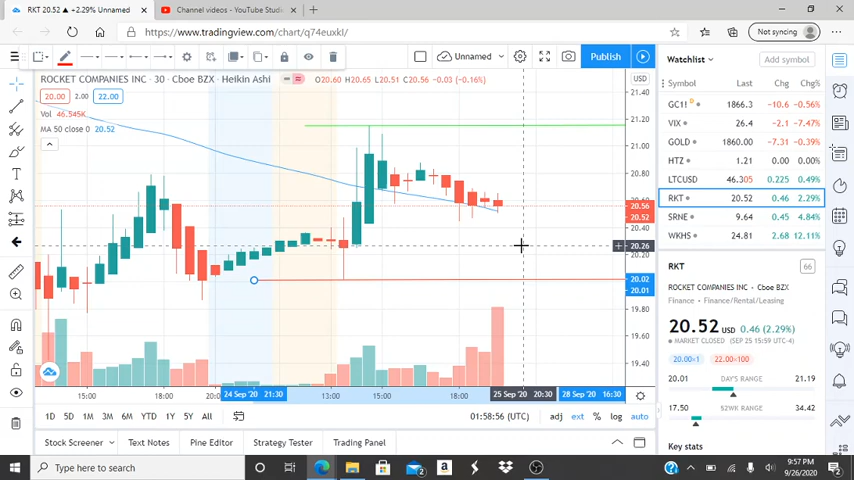 RKT 20.52 ▲ +2.29% Unnamed
Channel videos - YouTube Studio
https://www.tradingview.com/chart/q74euxkl/
Not syncing
Unnamed
Publish
Watchlist
Add symbol
ROCKET COMPANIES INC · 30 · Cboe BZX · Heikin Ashi
O20.60 H20.65 L20.51 C20.56 -0.03 (-0.16%)
USD
20.00 2.00 22.00
Vol 46.545K
MA 50 close 0 20.52
21.40
21.20
21.00
20.80
20.60
20.56
20.52
20.40
20.26
20.20
20.02
20.01
19.80
19.60
19.40
Symbol Chg Chg%
GC1! D 1866.3 -10.6 -0.56%
VIX 26.4 -2.1 -7.47%
GOLD 1860.00 -7.31 -0.39%
HTZ 1.21 0.00 0.00%
LTCUSD 46.305 0.225 0.49%
RKT 20.52 0.46 2.29%
SRNE 9.64 0.45 4.84%
WKHS 24.81 2.68 12.11%
RKT
66
ROCKET COMPANIES INC · Cboe BZX
Finance · Finance/Rental/Leasing
20.52 USD 0.46 (2.29%)
MARKET CLOSED (SEP 25 15:59 UTC-4)
20.00×1 22.00×100
20.01 DAY'S RANGE 21.19
17.50 52WK RANGE 34.42
Key stats
15:00 18:00 20:0 24 Sep '20 21:30 13:00 15:00 18:00 25 Sep '20 20:30 28 Sep '20 16:30
1D 5D 1M 3M 6M YTD 1Y 5Y All
01:58:56 (UTC) adj ext % log auto
Stock Screener Text Notes Pine Editor Strategy Tester Trading Panel
Type here to search
2
a
9:57 PM
9/26/2020
2